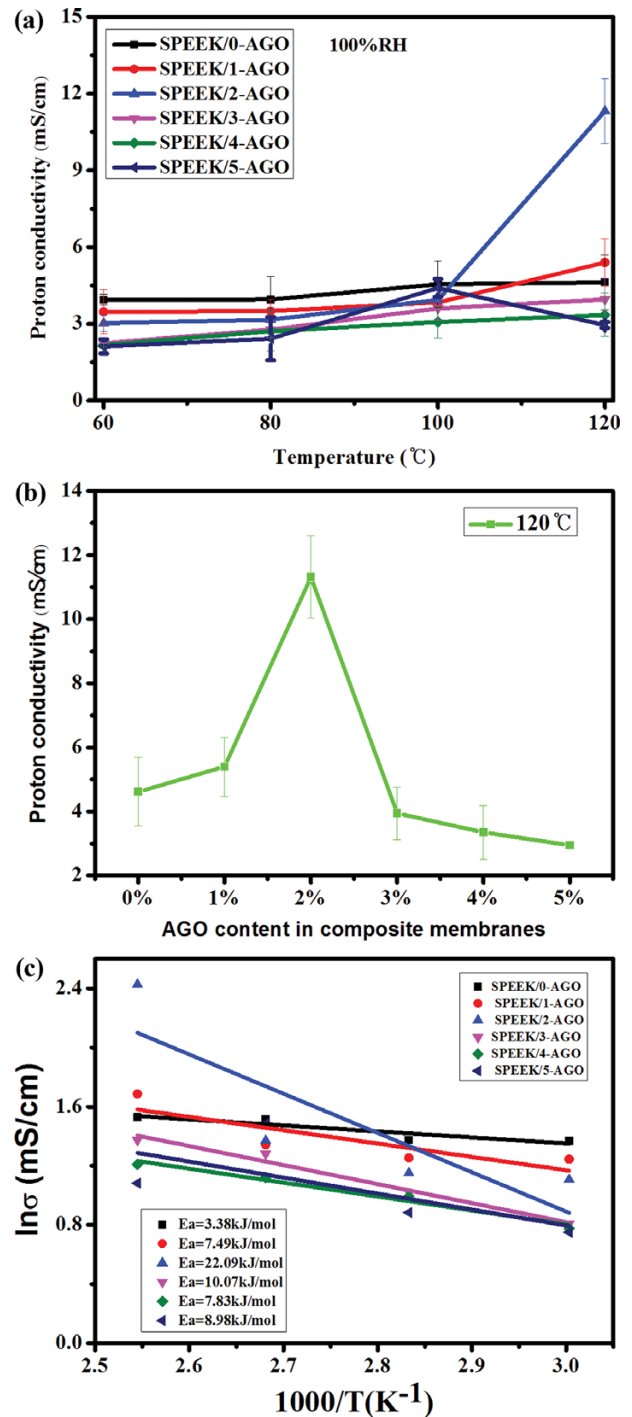 (a)
15
12
9
6
3
0
Proton conductivity (mS/cm)
SPEEK/0-AGO
SPEEK/1-AGO
SPEEK/2-AGO
SPEEK/3-AGO
SPEEK/4-AGO
SPEEK/5-AGO
100%RH
60 80 100 120
Temperature (℃)
(b)
14
12
10
8
6
4
2
Proton conductivity (mS/cm)
120℃
0% 1% 2% 3% 4% 5%
AGO content in composite membranes
(c)
2.4
1.6
0.8
0.0
lnσ (mS/cm)
SPEEK/0-AGO
SPEEK/1-AGO
SPEEK/2-AGO
SPEEK/3-AGO
SPEEK/4-AGO
SPEEK/5-AGO
Ea=3.38kJ/mol
Ea=7.49kJ/mol
Ea=22.09kJ/mol
Ea=10.07kJ/mol
Ea=7.83kJ/mol
Ea=8.98kJ/mol
2.5 2.6 2.7 2.8 2.9 3.0
1000/T(K⁻¹)